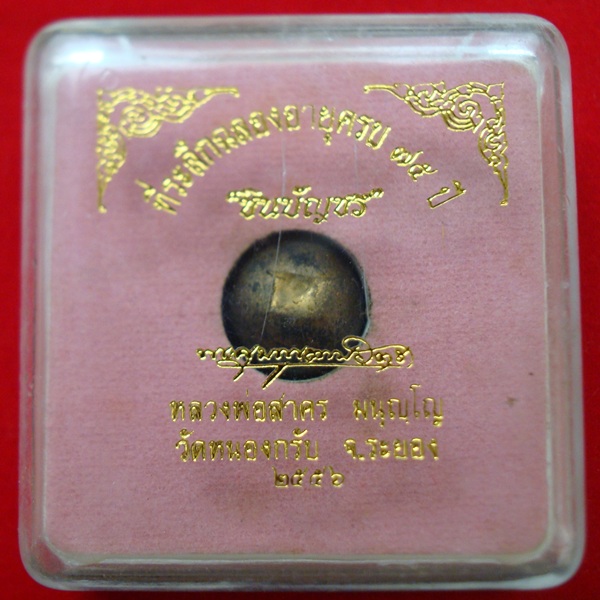 ที่ระลึกฉลองอายุครบ ๗๕ ปี
"ชินบัญชร"
หลวงพ่อสาคร มนุญฺโญ
วัดหนองกรับ จ.ระยอง
๒๕๕๖